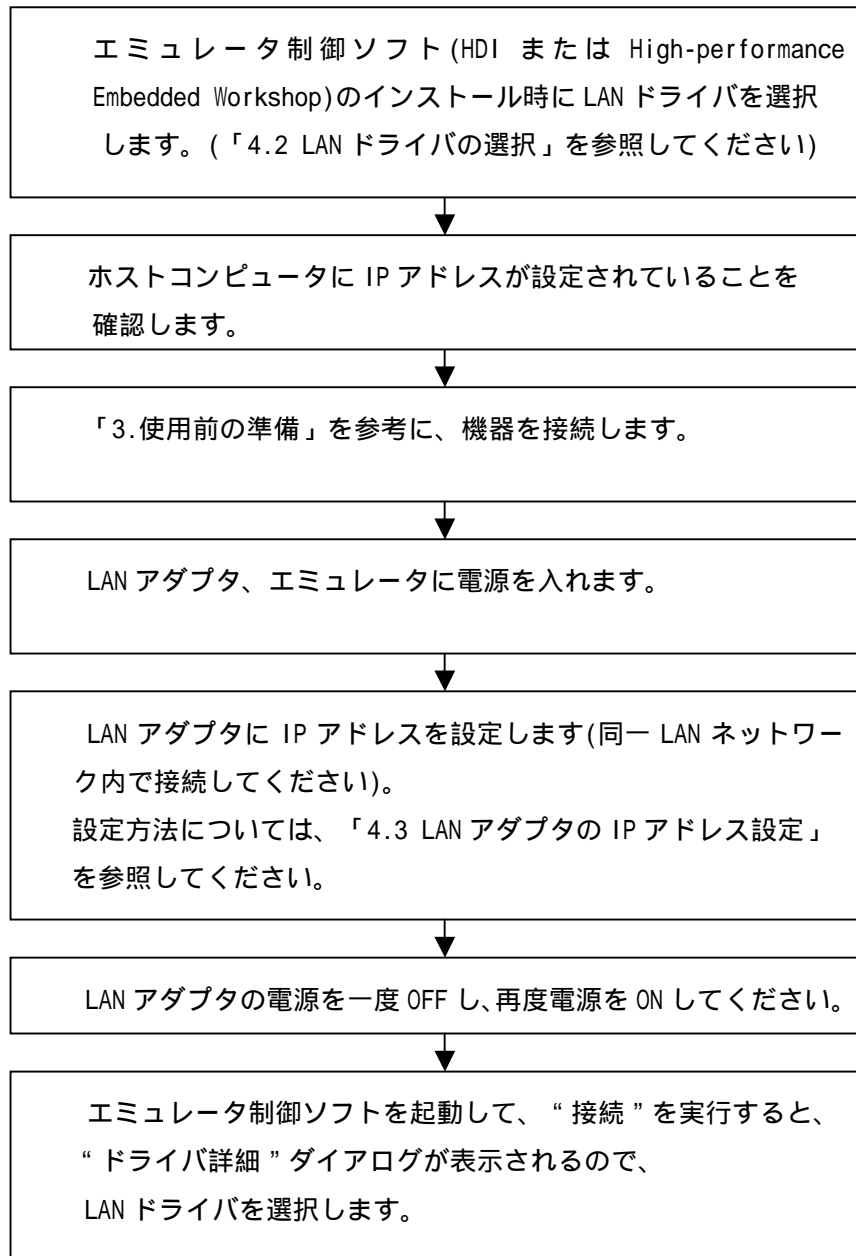 エミュレータ制御ソフト(HDI または High-performance
Embedded Workshop)のインストール時に LAN ドライバを選択
します。(「4.2 LAN ドライバの選択」を参照してください)
ホストコンピュータに IP アドレスが設定されていることを
確認します。
「3.使用前の準備」を参考に、機器を接続します。
LAN アダプタ、エミュレータに電源を入れます。
LAN アダプタに IP アドレスを設定します(同一 LAN ネットワー
ク内で接続してください)。
設定方法については、「4.3 LAN アダプタの IP アドレス設定」
を参照してください。
LAN アダプタの電源を一度 OFF し、再度電源を ON してください。
エミュレータ制御ソフトを起動して、“接続”を実行すると、
“ドライバ詳細”ダイアログが表示されるので、
LAN ドライバを選択します。